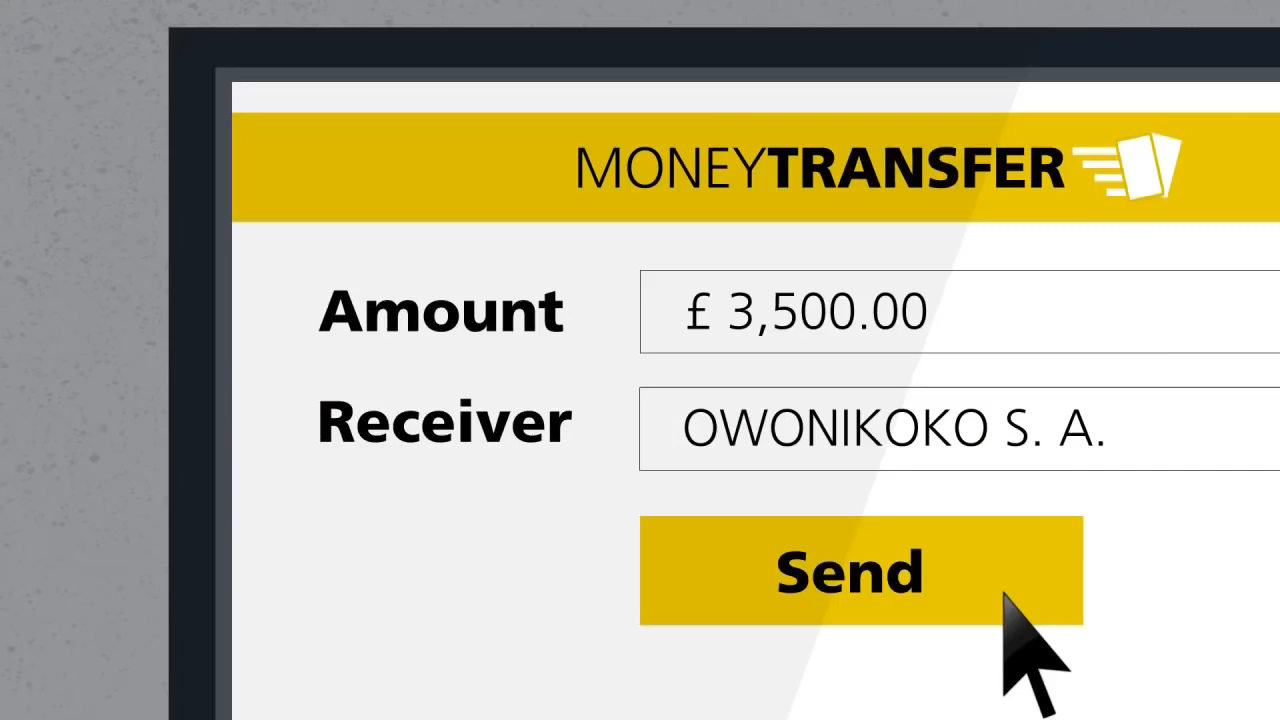 MONEYTRANSFER
Amount £ 3,500.00
Receiver OWONIKOKO S. A.
Send